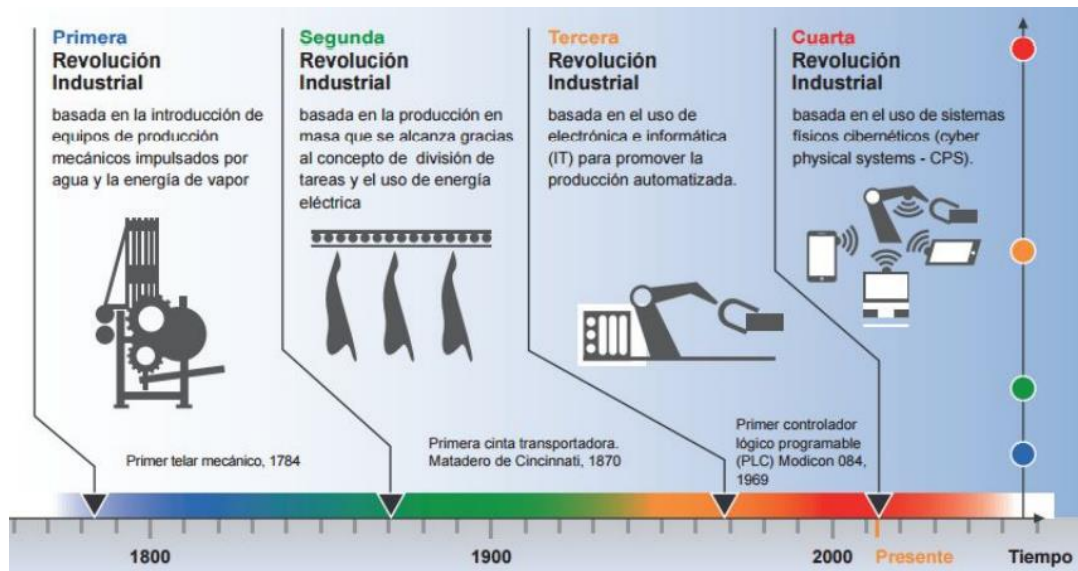 Primera
Revolución
Industrial
basada en la introducción de
equipos de producción
mecánicos impulsados por
agua y la energía de vapor
Segunda
Revolución
Industrial
basada en la producción en
masa que se alcanza gracias
al concepto de división de
tareas y el uso de energía
eléctrica
Tercera
Revolución
Industrial
basada en el uso de
electrónica e informática
(IT) para promover la
producción automatizada.
Cuarta
Revolución
Industrial
basada en el uso de sistemas
físicos cibernéticos (cyber
physical systems - CPS).
Primer telar mecánico, 1784
Primera cinta transportadora.
Matadero de Cincinnati, 1870
Primer controlador
lógico programable
(PLC) Modicon 084,
1969
1800
1900
2000
Presente
Tiempo